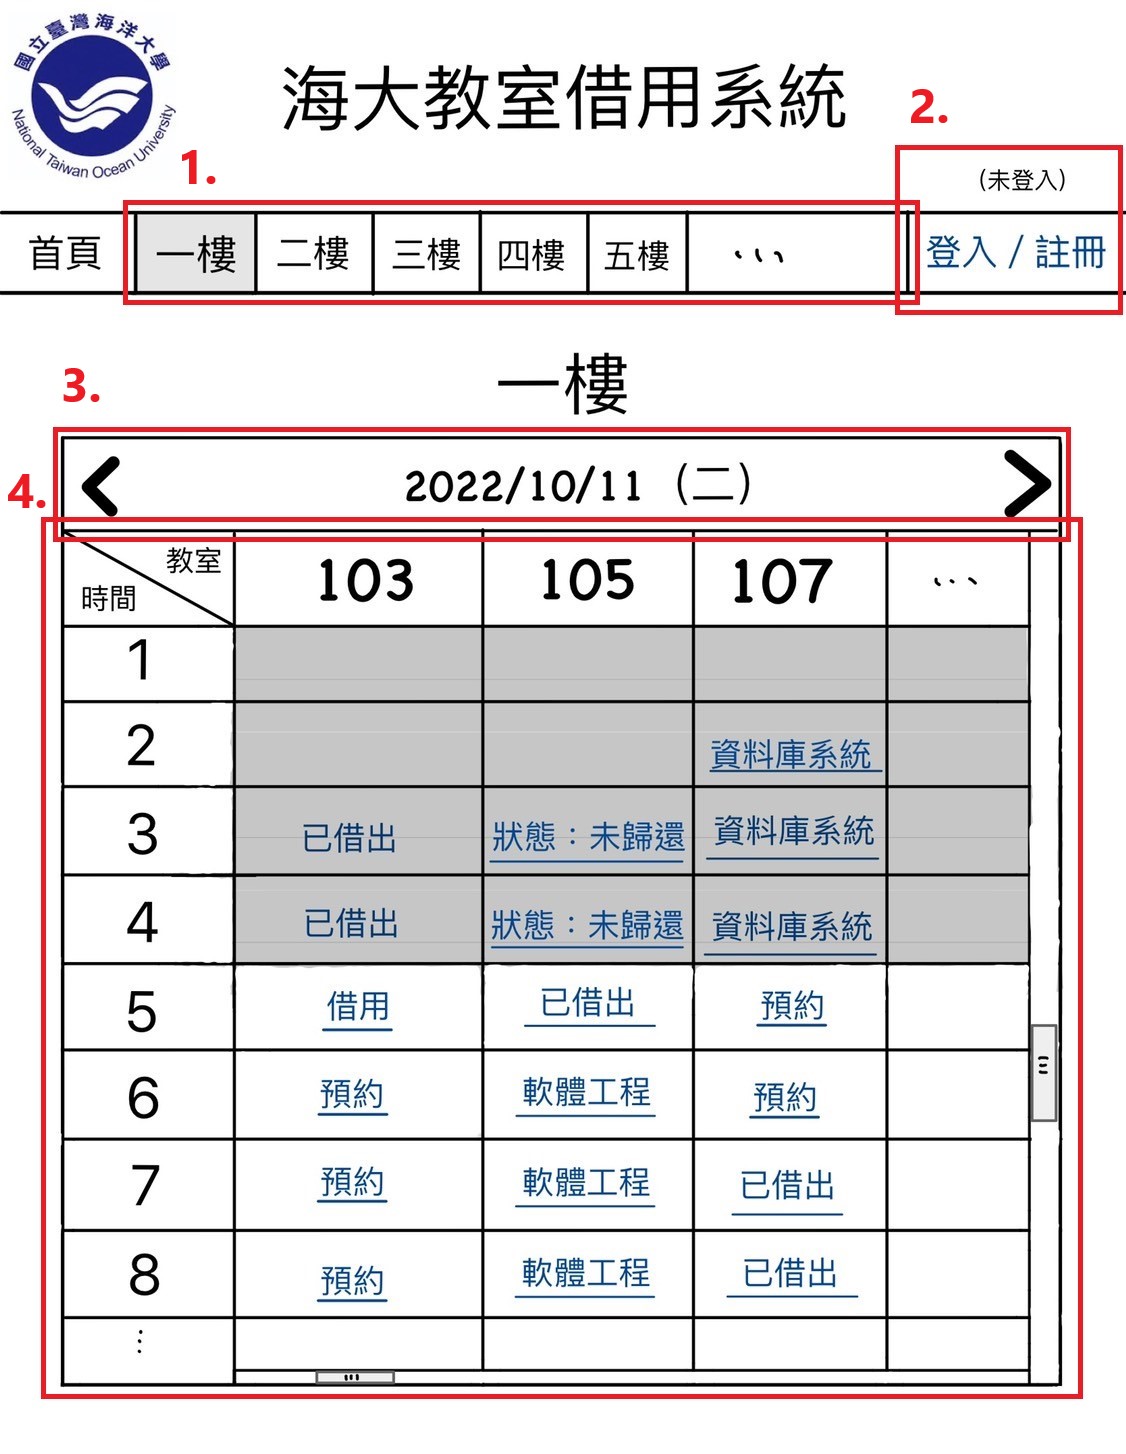 國立臺灣海洋大學
National Taiwan Ocean University
海大教室借用系統
2.
1.
(未登入)
首頁 一樓 二樓 三樓 四樓 五樓 ... 登入 / 註冊
一樓
3.
2022/10/11 (二)
4.
教室 103 105 107 ...
時間
1
2 資料庫系統
3 已借出 狀態：未歸還 資料庫系統
4 已借出 狀態：未歸還 資料庫系統
5 借用 已借出 預約
6 預約 軟體工程 預約
7 預約 軟體工程 已借出
8 預約 軟體工程 已借出
⋮